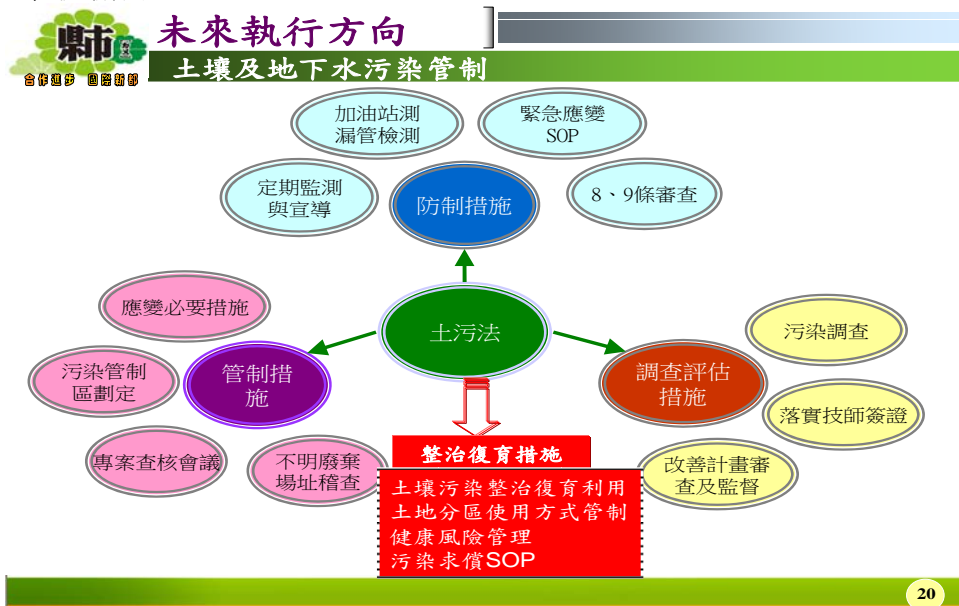 県市
合作進步 國際新都
未來執行方向
土壤及地下水污染管制
加油站測
漏管檢測
緊急應變
SOP
定期監測
與宣導
防制措施
8、9條審查
應變必要措施
土污法
污染調查
污染管制
區劃定
管制措
施
調查評估
措施
落實技師簽證
專案查核會議
不明廢棄
場址稽查
整治復育措施
改善計畫審
查及監督
土壤污染整治復育利用
土地分區使用方式管制
健康風險管理
污染求償SOP
20